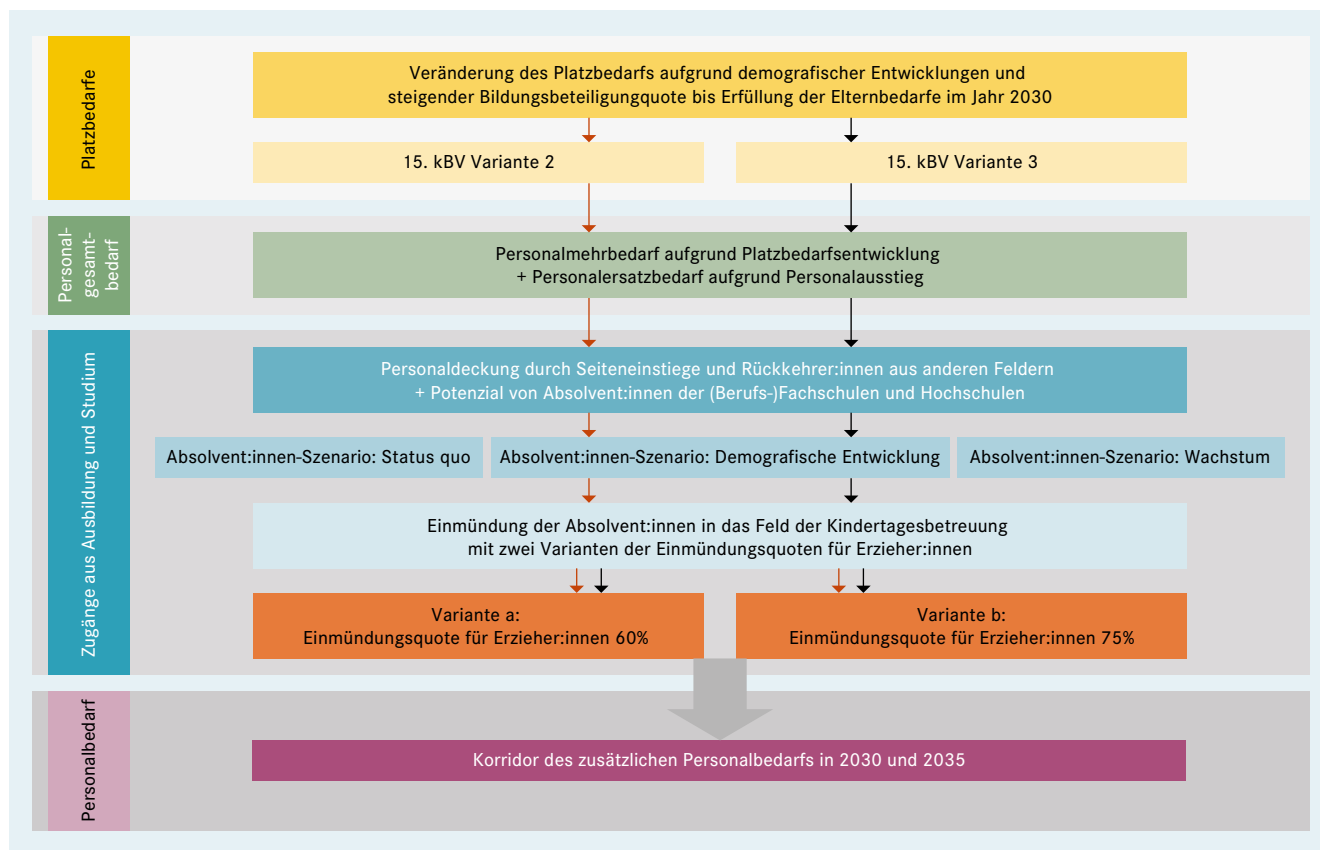 Platzbedarfe
Veränderung des Platzbedarfs aufgrund demografischer Entwicklungen und
steigender Bildungsbeteiligungquote bis Erfüllung der Elternbedarfe im Jahr 2030
15. kBV Variante 2
15. kBV Variante 3
Personal-
gesamt-
bedarf
Personalmehrbedarf aufgrund Platzbedarfsentwicklung
+ Personalersatzbedarf aufgrund Personalausstieg
Zugänge aus Ausbildung und Studium
Personaldeckung durch Seiteneinstiege und Rückkehrer:innen aus anderen Feldern
+ Potenzial von Absolvent:innen der (Berufs-)Fachschulen und Hochschulen
Absolvent:innen-Szenario: Status quo
Absolvent:innen-Szenario: Demografische Entwicklung
Absolvent:innen-Szenario: Wachstum
Einmündung der Absolvent:innen in das Feld der Kindertagesbetreuung
mit zwei Varianten der Einmündungsquoten für Erzieher:innen
Variante a:
Einmündungsquote für Erzieher:innen 60%
Variante b:
Einmündungsquote für Erzieher:innen 75%
Personalbedarf
Korridor des zusätzlichen Personalbedarfs in 2030 und 2035